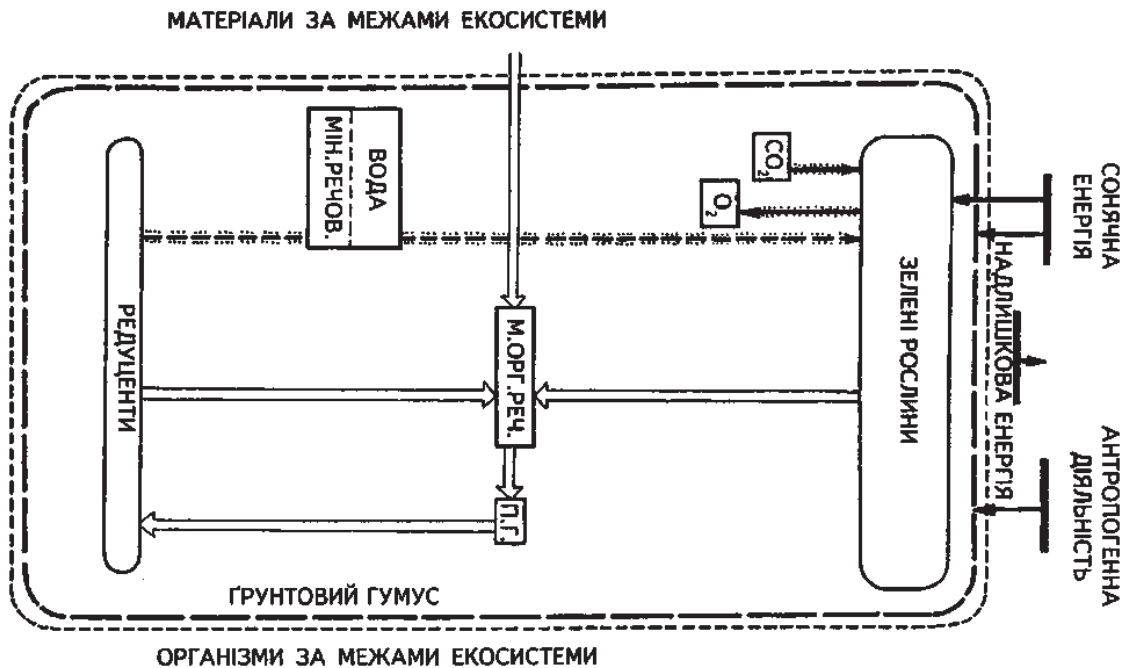 МАТЕРІАЛИ ЗА МЕЖАМИ ЕКОСИСТЕМИ
СОНЯЧНА
ЕНЕРГІЯ
НАДЛИШКОВА ЕНЕРГІЯ
АНТРОПОГЕННА
ДІЯЛЬНІСТЬ
ЗЕЛЕНІ РОСЛИНИ
CO₂
O₂
ВОДА
МІН.РЕЧОВ.
М.ОРГ.РЕЧ.
П.Г.
РЕДУЦЕНТИ
ҐРУНТОВИЙ ГУМУС
ОРГАНІЗМИ ЗА МЕЖАМИ ЕКОСИСТЕМИ